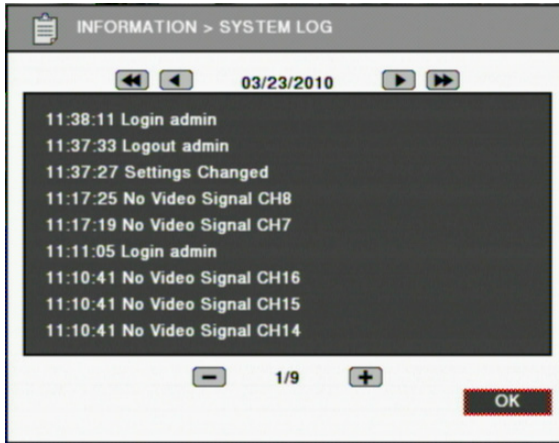 INFORMATION > SYSTEM LOG
03/23/2010
11:38:11 Login admin
11:37:33 Logout admin
11:37:27 Settings Changed
11:17:25 No Video Signal CH8
11:17:19 No Video Signal CH7
11:11:05 Login admin
11:10:41 No Video Signal CH16
11:10:41 No Video Signal CH15
11:10:41 No Video Signal CH14
1/9
OK